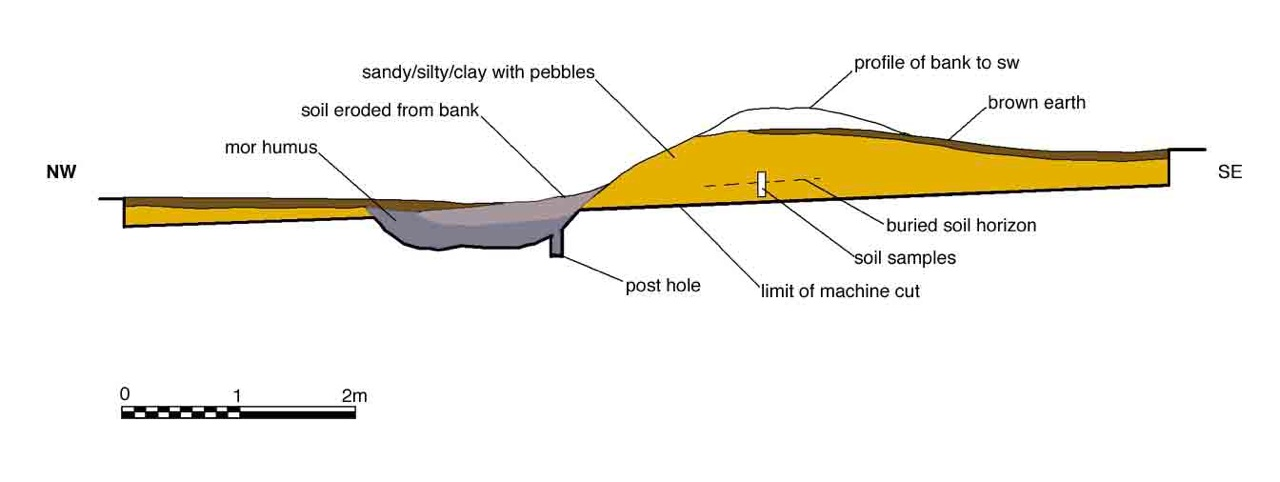 profile of bank to sw
sandy/silty/clay with pebbles
brown earth
soil eroded from bank
mor humus
NW
SE
buried soil horizon
soil samples
post hole
limit of machine cut
0 1 2m